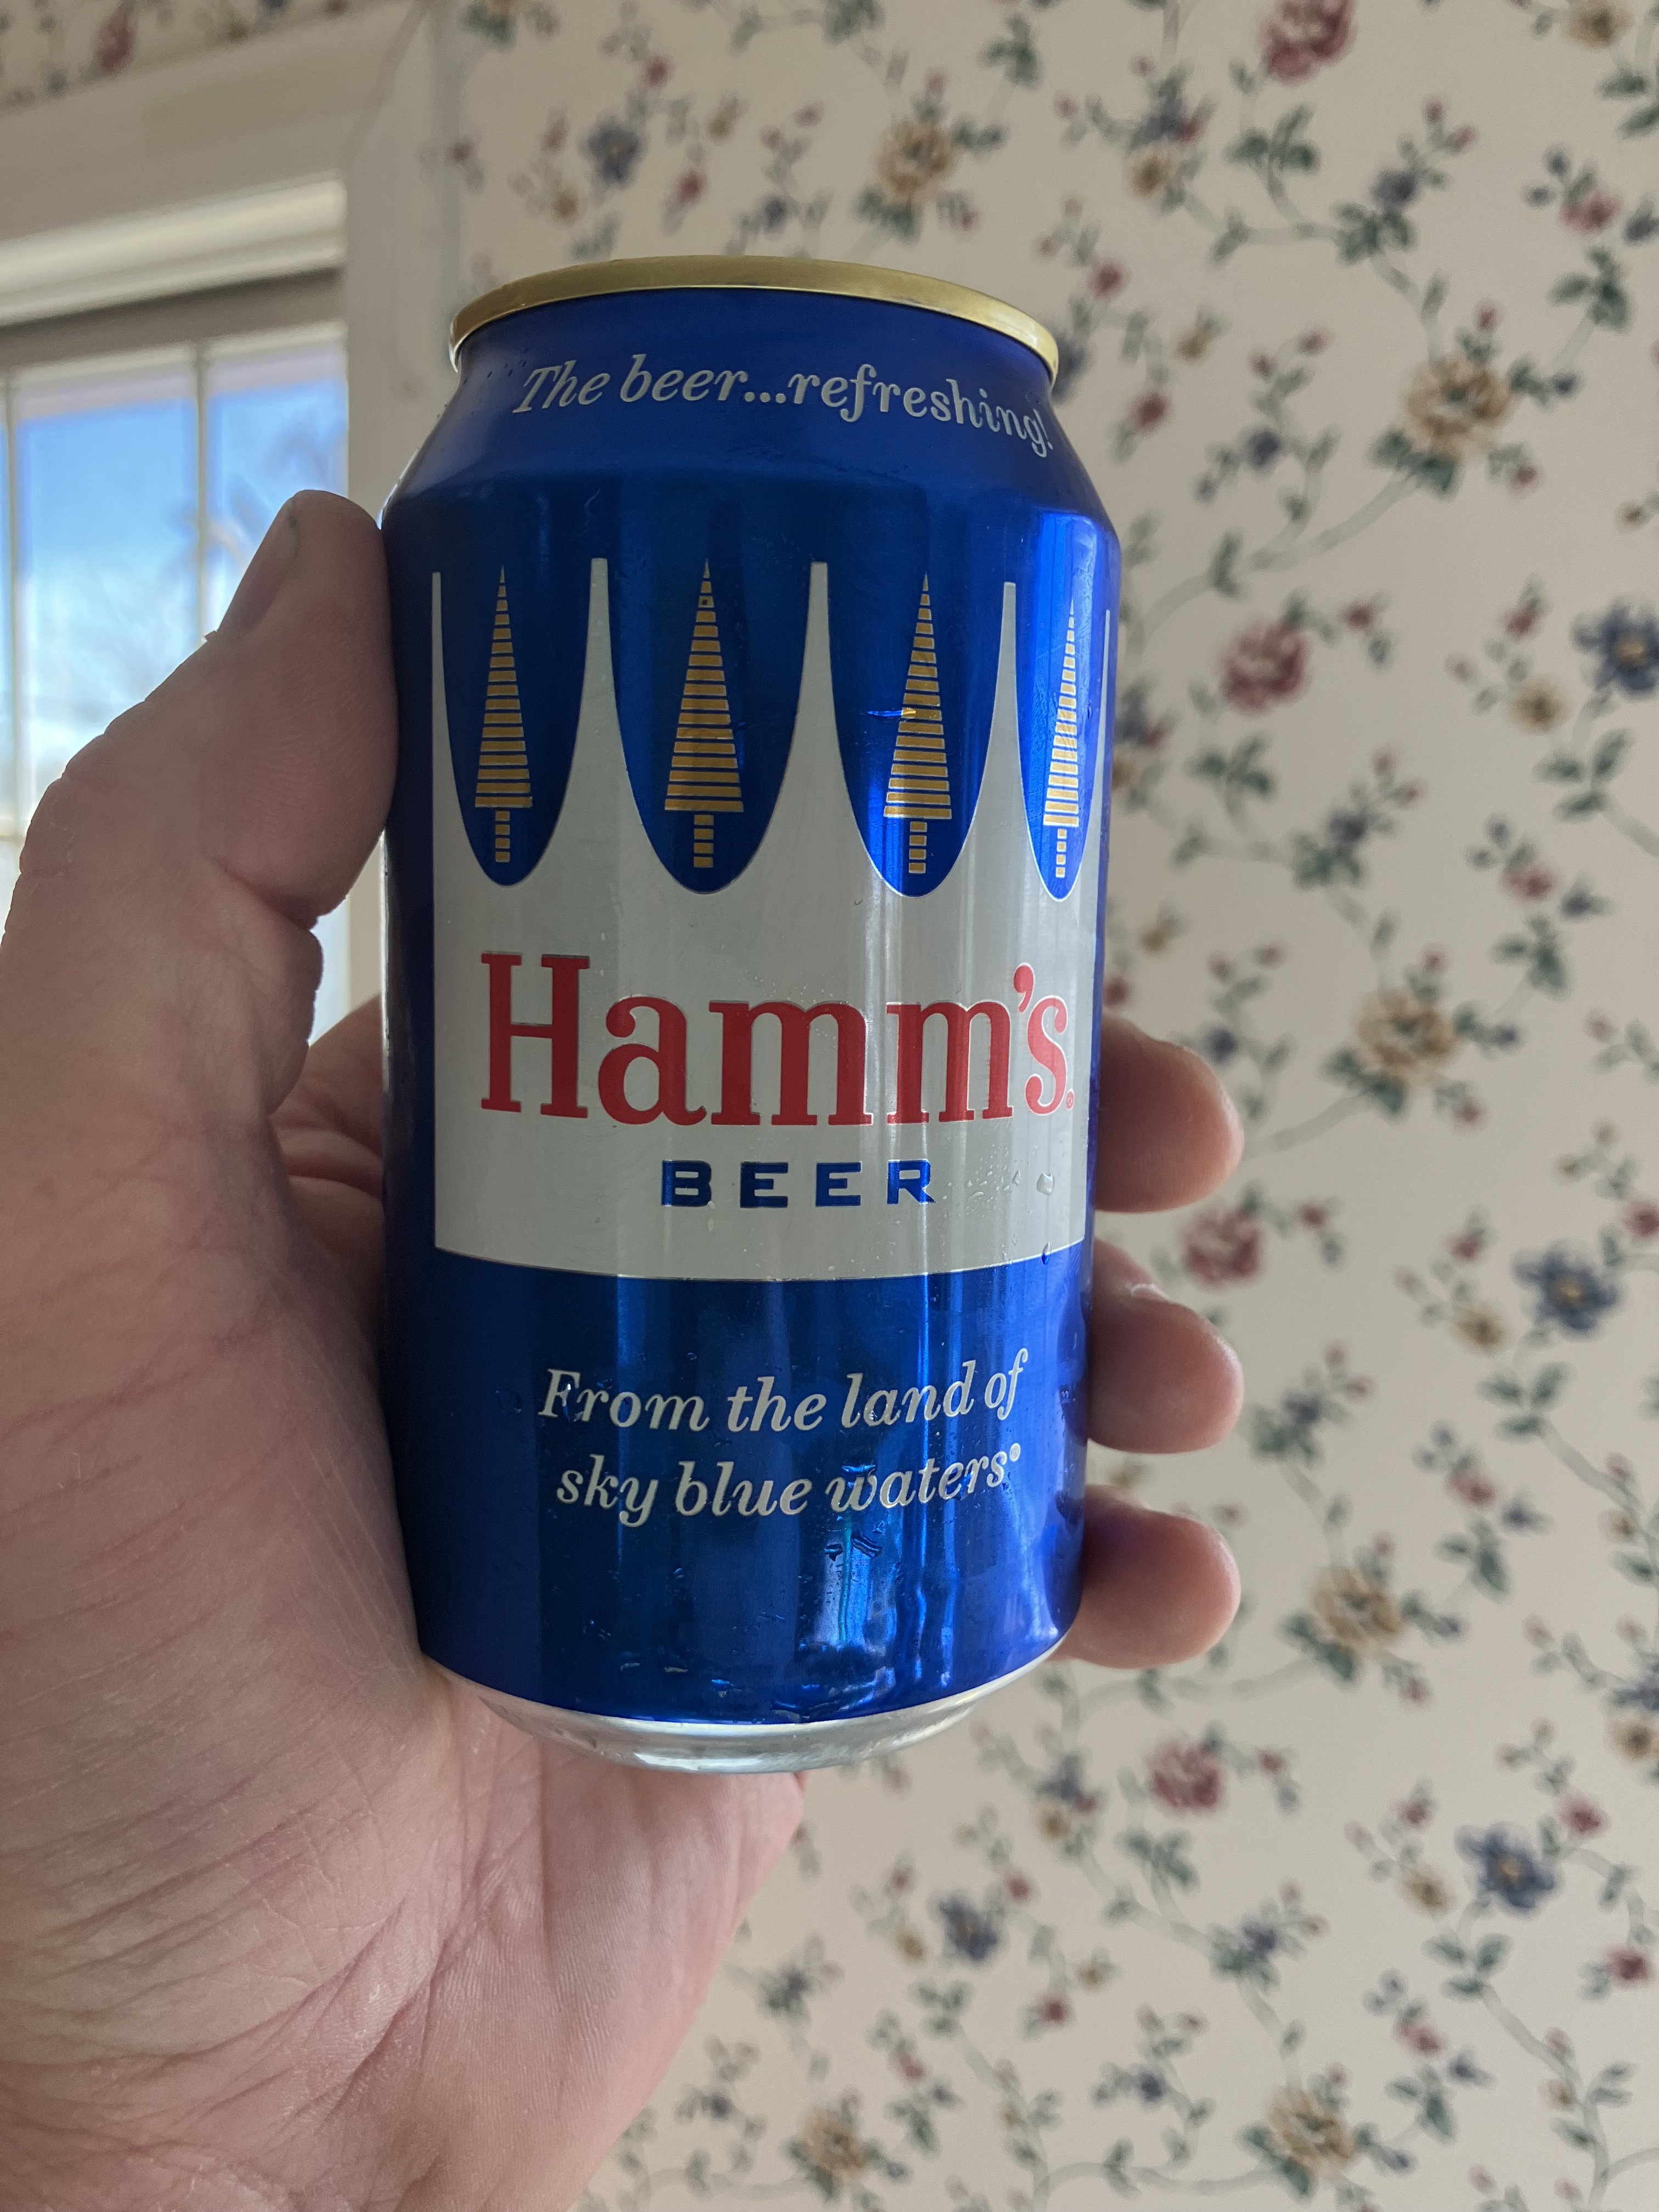 The beer...refreshing!
Hamm's®
BEER
From the land of
sky blue waters®